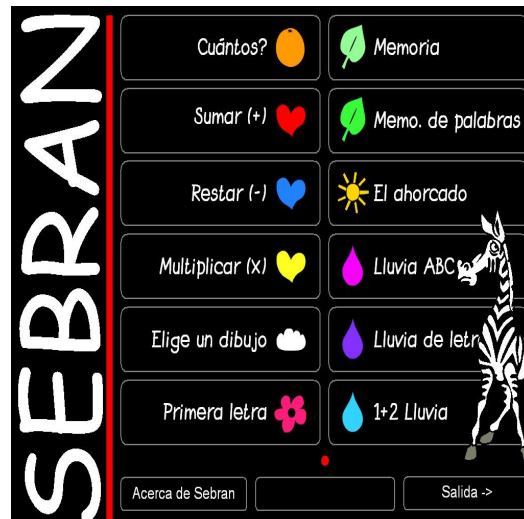 SEBRAN
Cuántos?
Memoria
Sumar (+)
Memo. de palabras
Restar (-)
El ahorcado
Multiplicar (x)
Lluvia ABC
Elige un dibujo
Lluvia de letr
Primera letra
1+2 Lluvia
Acerca de Sebran
Salida ->